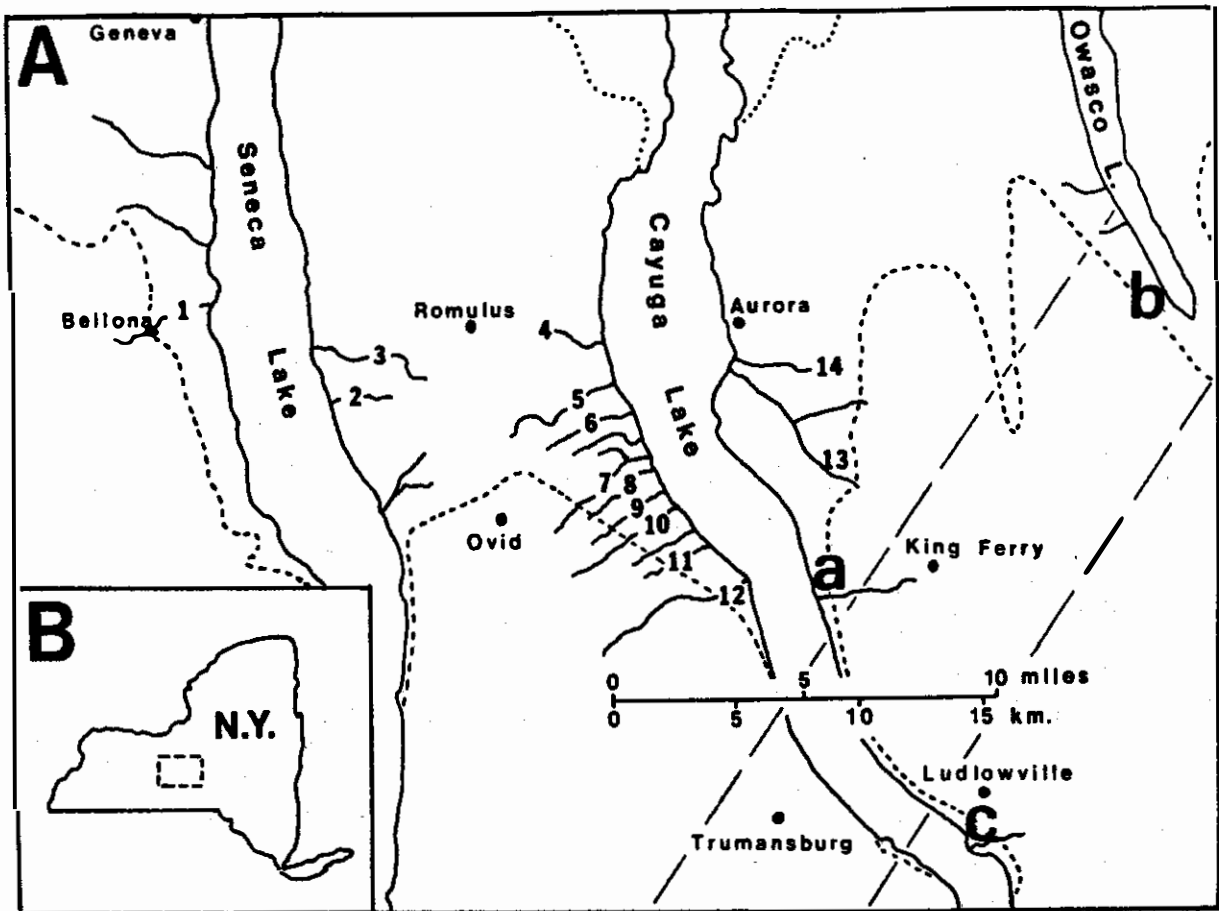 A
Geneva
Seneca
Lake
Bellona
1
Romulus
3
2
Ovid
Cayuga
Lake
4
5
6
7
8
9
10
11
12
Aurora
14
13
King Ferry
Owasco L.
a
b
0 5 10 miles
0 5 10 15 km.
Ludlowville
c
Trumansburg
B
N.Y.